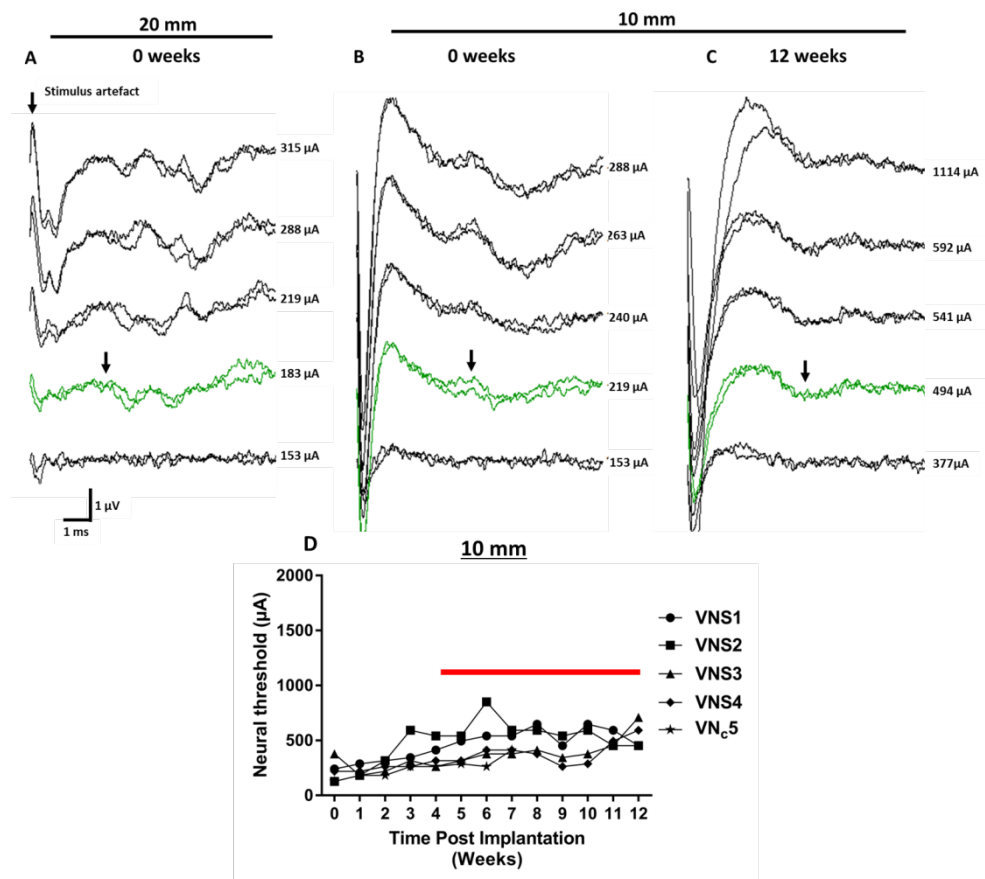 20 mm
10 mm
A
0 weeks
B
0 weeks
C
12 weeks
Stimulus artefact
315 µA
288 µA
219 µA
183 µA
153 µA
1 µV
1 ms
288 µA
263 µA
240 µA
219 µA
153 µA
1114 µA
592 µA
541 µA
494 µA
377µA
D
10 mm
Neural threshold (µA)
2000
1500
1000
500
0
0 1 2 3 4 5 6 7 8 9 10 11 12
Time Post Implantation
(Weeks)
VNS1
VNS2
VNS3
VNS4
VNc5